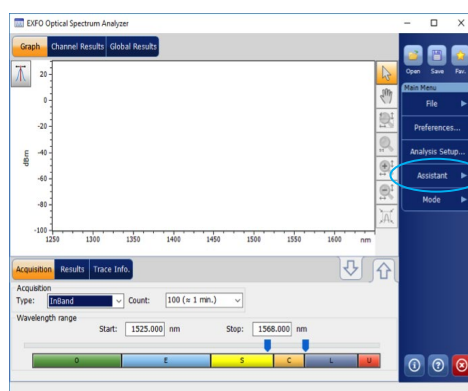 EXFO Optical Spectrum Analyzer
Graph Channel Results Global Results
Open Save Fav.
Main Menu
File
Preferences...
Analysis Setup...
Assistant
Mode
20
0
-20
-40
-60
-80
-100
dBm
1250 1300 1350 1400 1450 1500 1550 1600 nm
Acquisition Results Trace Info.
Acquisition
Type: InBand Count: 100 (≈ 1 min.)
Wavelength range
Start: 1525.000 nm Stop: 1568.000 nm
O E S C L U